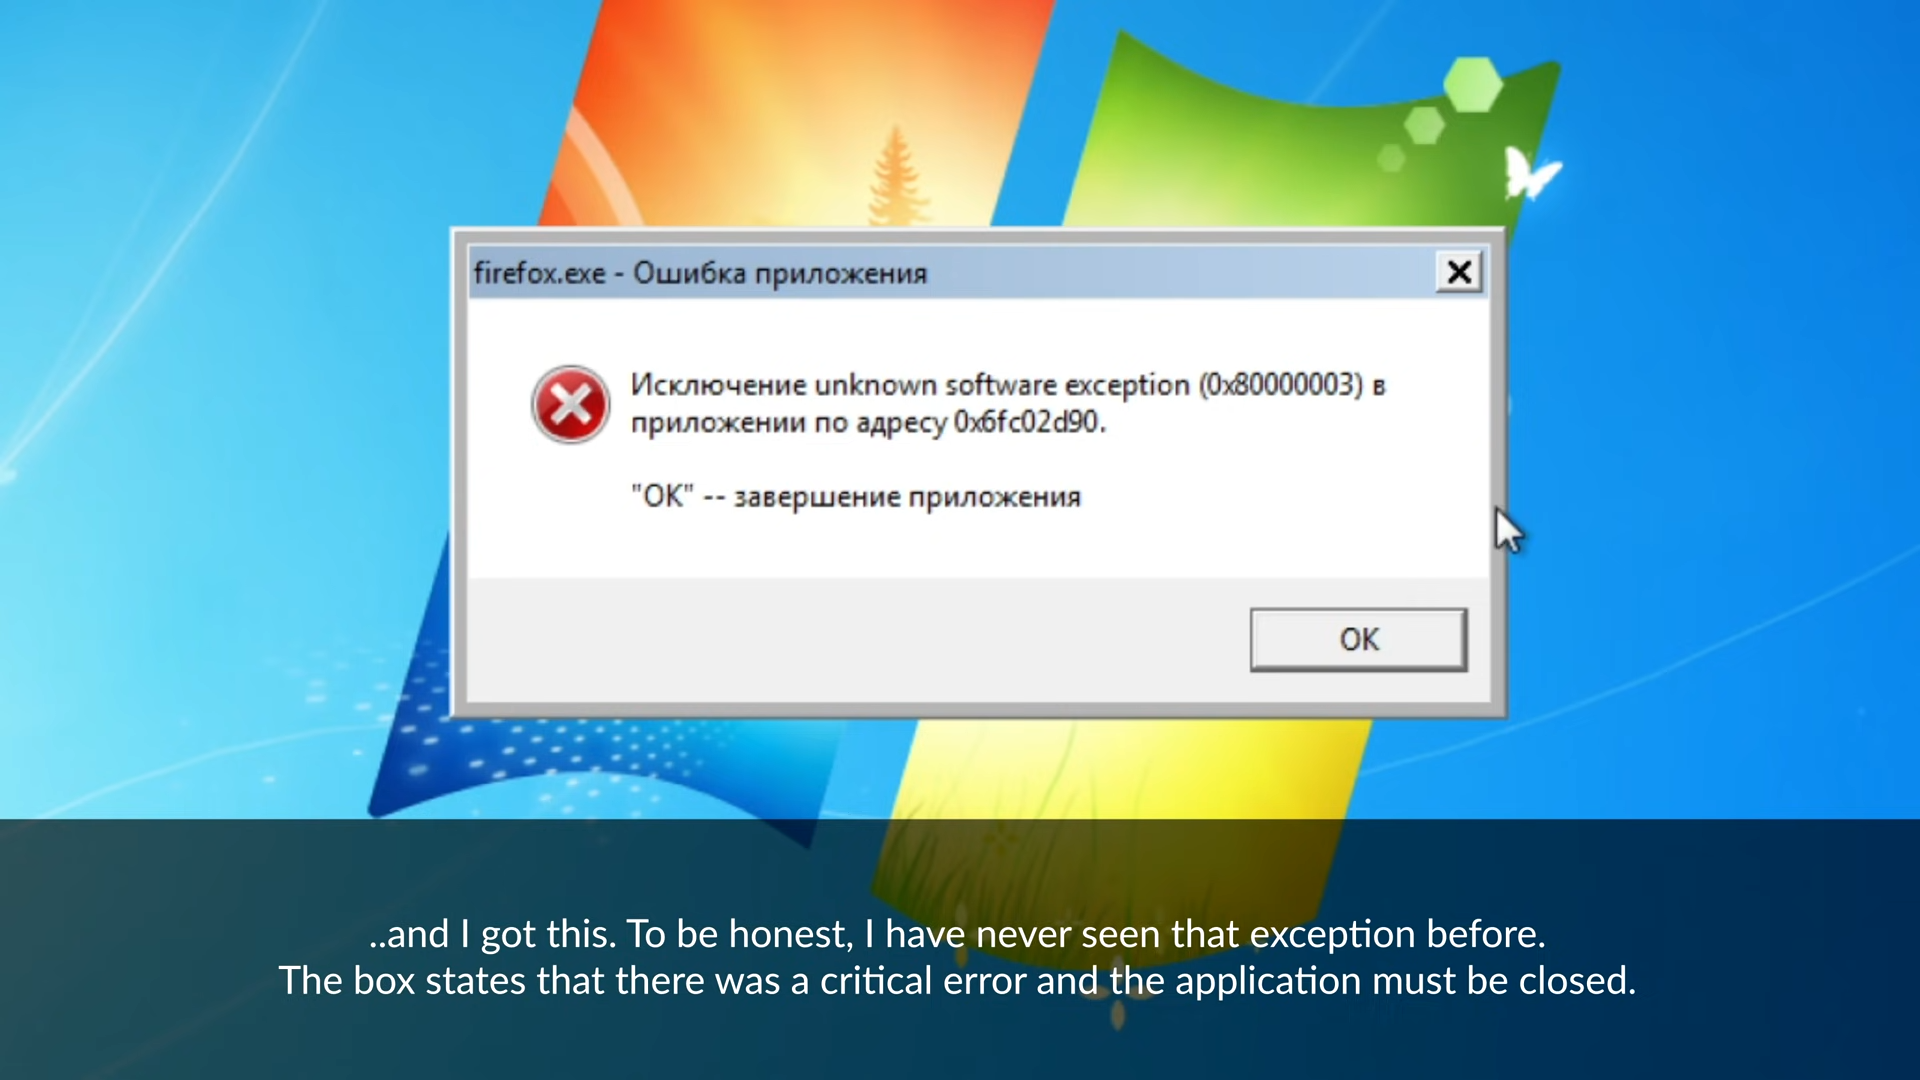 firefox.exe - Ошибка приложения
Исключение unknown software exception (0x80000003) в
приложении по адресу 0x6fc02d90.
"ОК" -- завершение приложения
ОК
..and I got this. To be honest, I have never seen that exception before.
The box states that there was a critical error and the application must be closed.